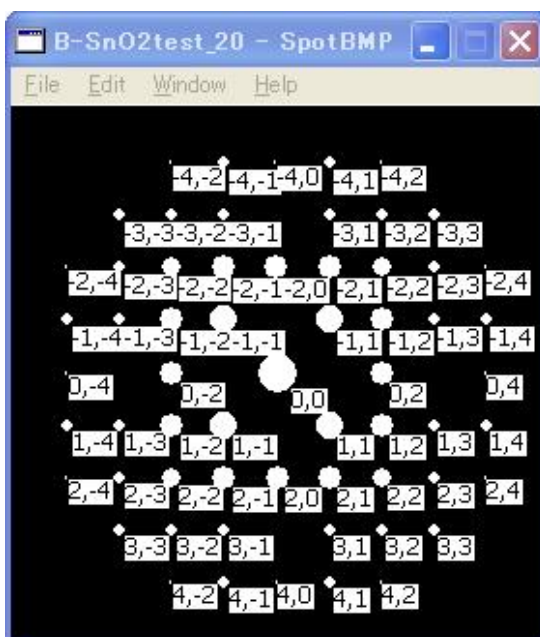 B-SnO2test_20 - SpotBMP
File Edit Window Help
-4,-2 -4,-1 -4,0 -4,1 -4,2
-3,-3 -3,-2 -3,-1 -3,1 -3,2 -3,3
-2,-4 -2,-3 -2,-2 -2,-1 -2,0 -2,1 -2,2 -2,3 -2,4
-1,-4 -1,-3 -1,-2 -1,-1 -1,1 -1,2 -1,3 -1,4
0,-4 0,-2 0,0 0,2 0,4
1,-4 1,-3 1,-2 1,-1 1,1 1,2 1,3 1,4
2,-4 2,-3 2,-2 2,-1 2,0 2,1 2,2 2,3 2,4
3,-3 3,-2 3,-1 3,1 3,2 3,3
4,-2 4,-1 4,0 4,1 4,2